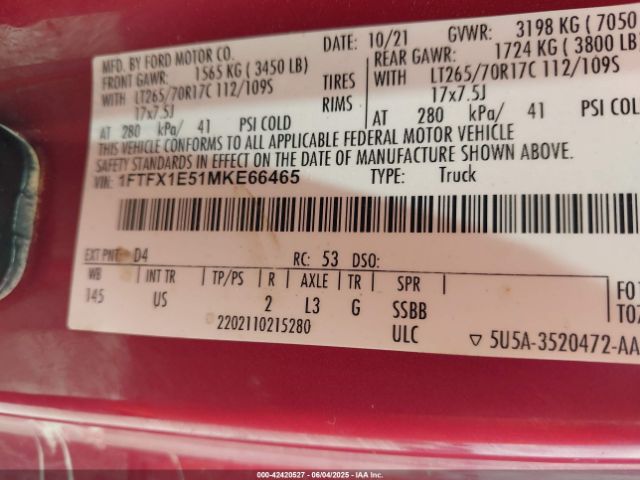 MFD. BY FORD MOTOR CO.
DATE: 10/21 GVWR: 3198 KG ( 7050
FRONT GAWR: 1565 KG ( 3450 LB)
REAR GAWR: 1724 KG ( 3800 LB)
WITH LT265/70R17C 112/109S TIRES WITH LT265/70R17C 112/109S
17x7.5J RIMS 17x7.5J
AT 280 kPa/ 41 PSI COLD AT 280 kPa/ 41 PSI COLD
THIS VEHICLE CONFORMS TO ALL APPLICABLE FEDERAL MOTOR VEHICLE
SAFETY STANDARDS IN EFFECT ON THE DATE OF MANUFACTURE SHOWN ABOVE.
VIN: 1FTFX1E51MKE66465 TYPE: Truck
EXT PNT: D4 RC: 53 DSO:
WB INT TR TP/PS R AXLE TR SPR
145 US 2 L3 G SSBB
2202110215280 ULC
F01
T07
▽ 5U5A-3520472-AA
00-42420527 - 06/04/2025 - IAAI Inc.